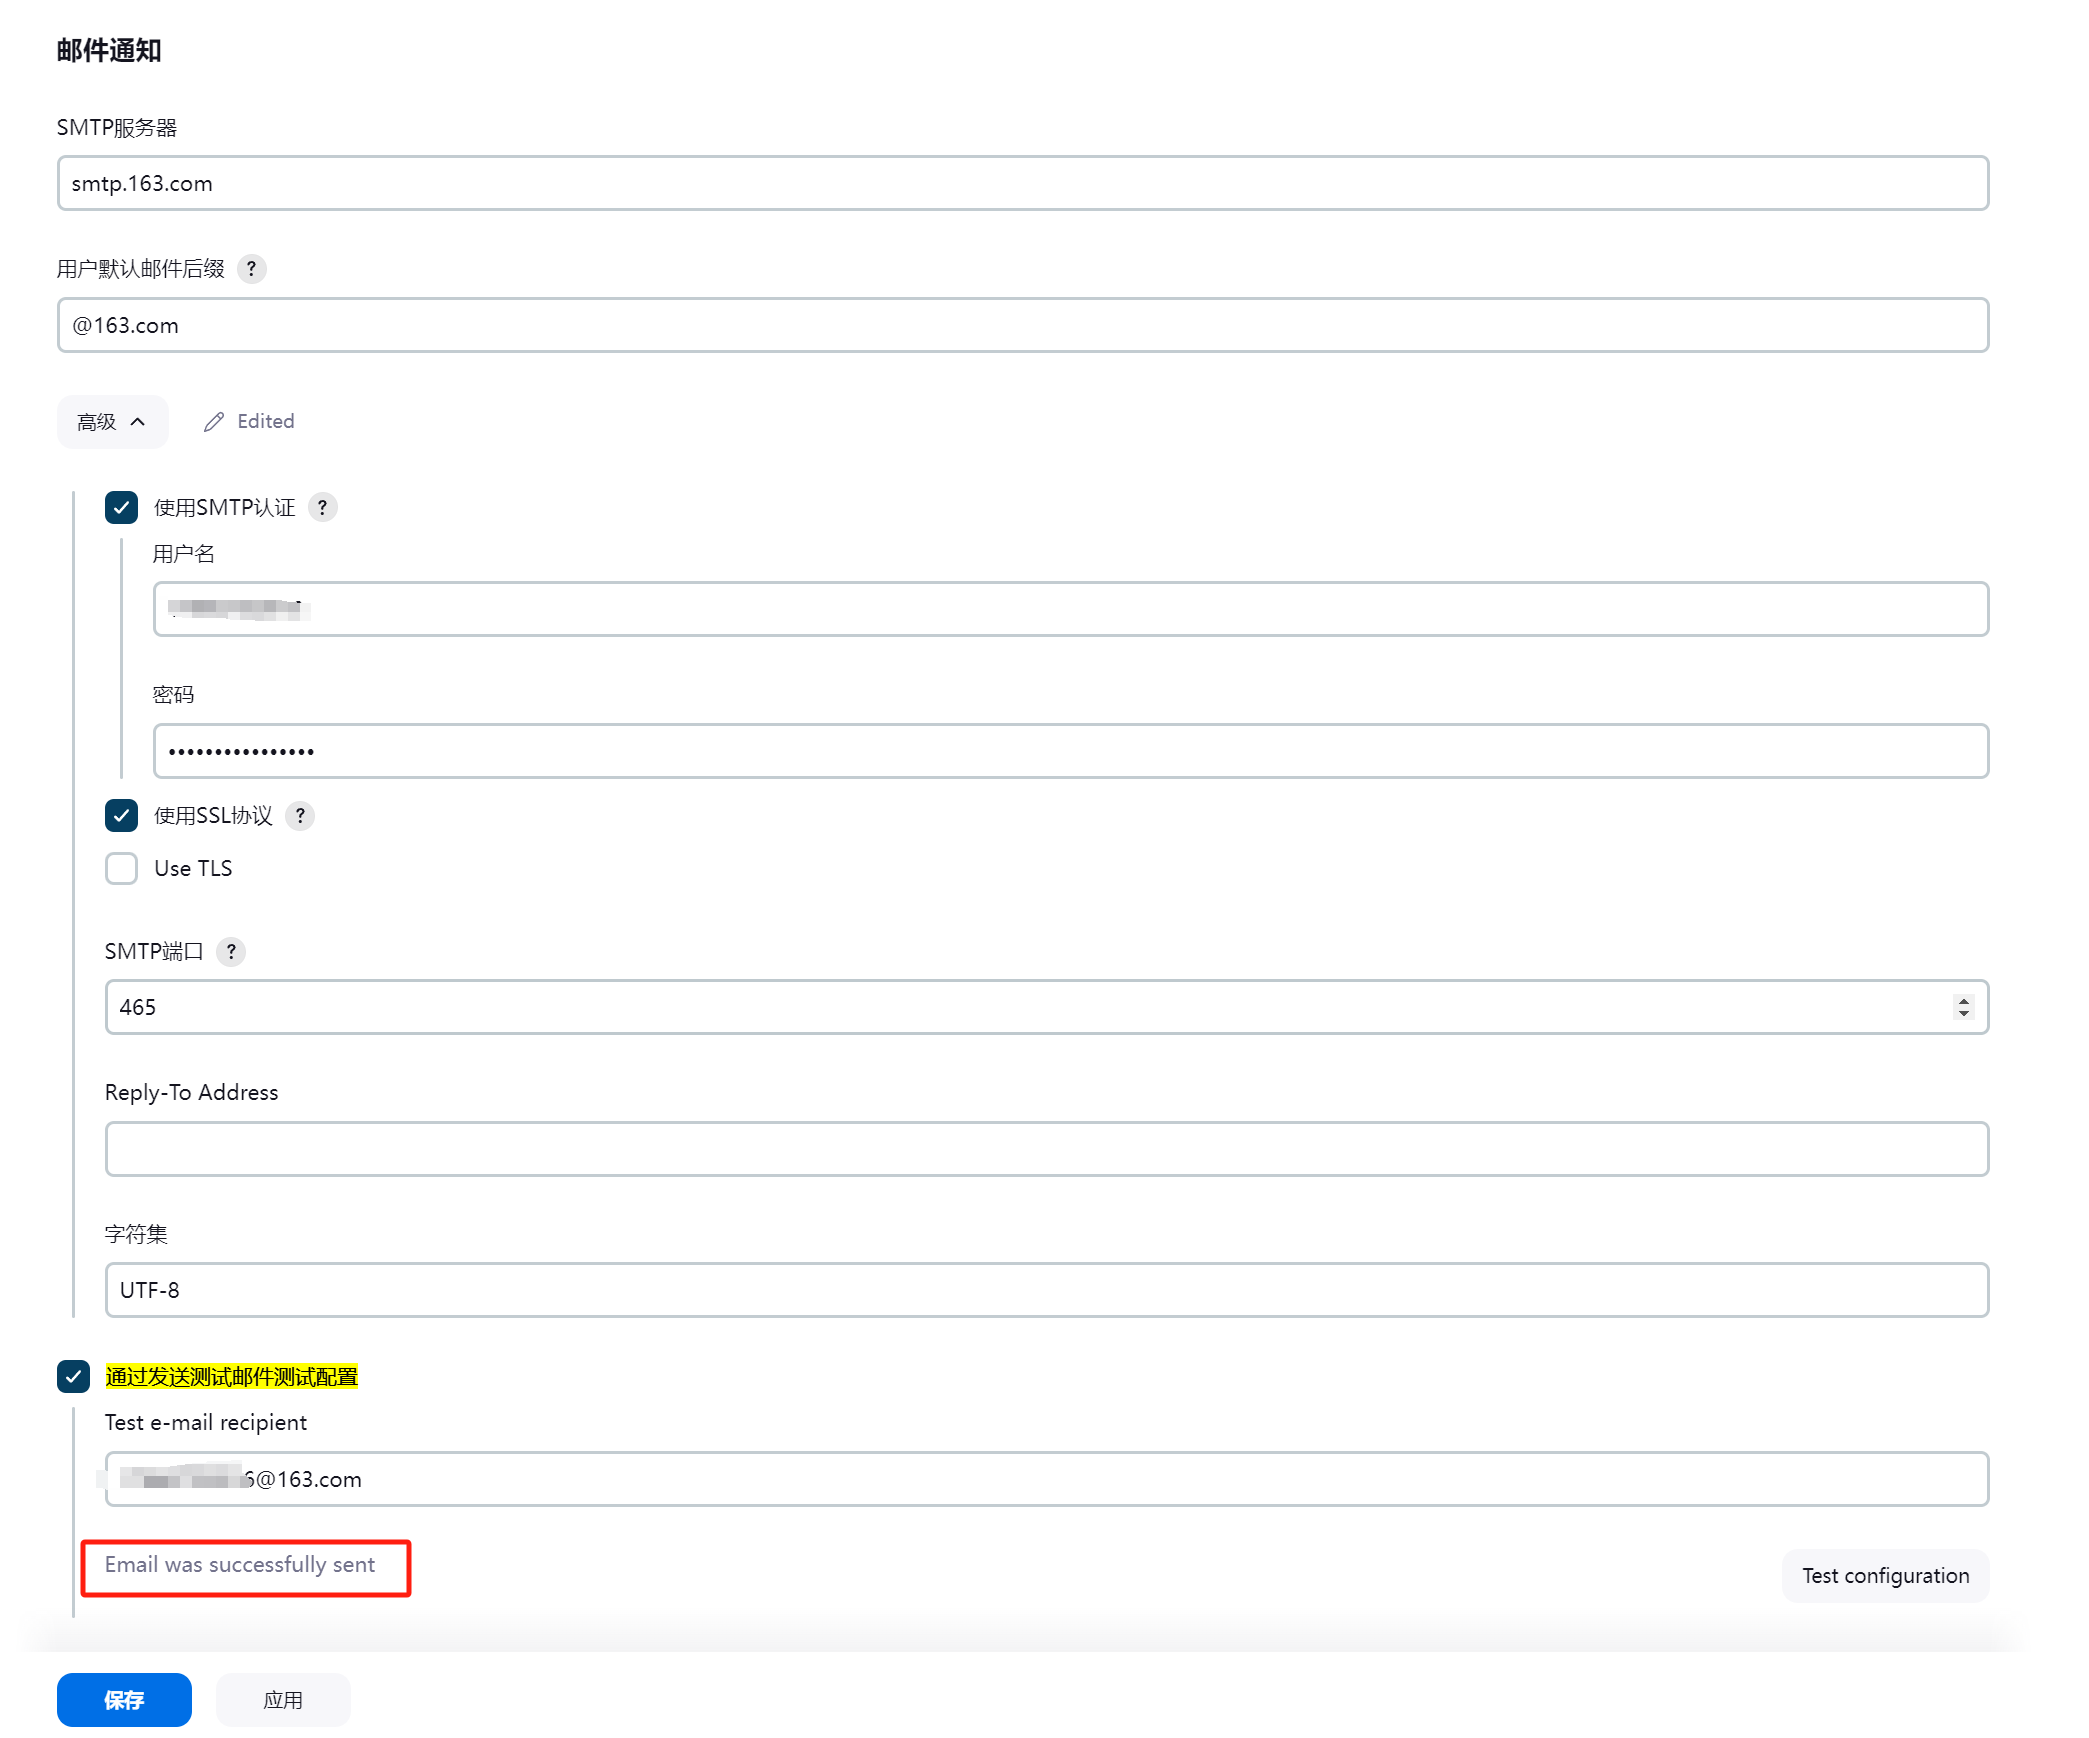 邮件通知
SMTP服务器
smtp.163.com
用户默认邮件后缀 ?
@163.com
高级 Edited
使用SMTP认证 ?
用户名
密码
••••••••••••••••
使用SSL协议 ?
Use TLS
SMTP端口 ?
465
Reply-To Address
字符集
UTF-8
通过发送测试邮件测试配置
Test e-mail recipient
6@163.com
Email was successfully sent
Test configuration
保存 应用